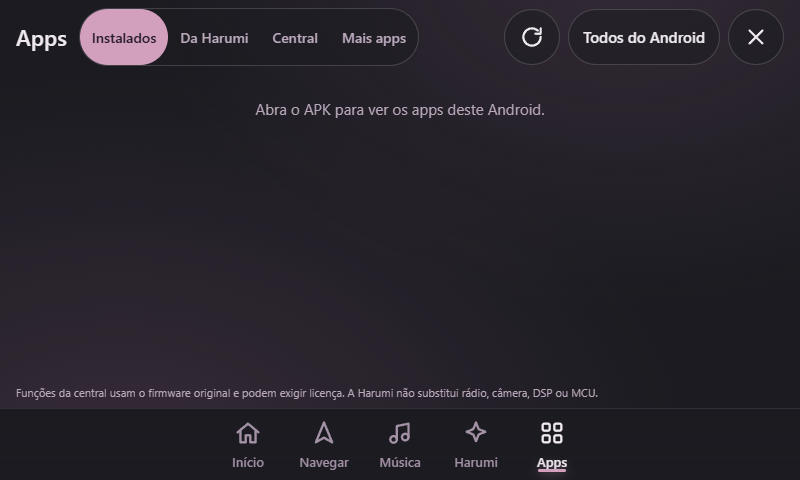 Apps
Instalados
Da Harumi
Central
Mais apps
Todos do Android
Abra o APK para ver os apps deste Android.
Funções da central usam o firmware original e podem exigir licença. A Harumi não substitui rádio, câmera, DSP ou MCU.
Início
Navegar
Música
Harumi
Apps